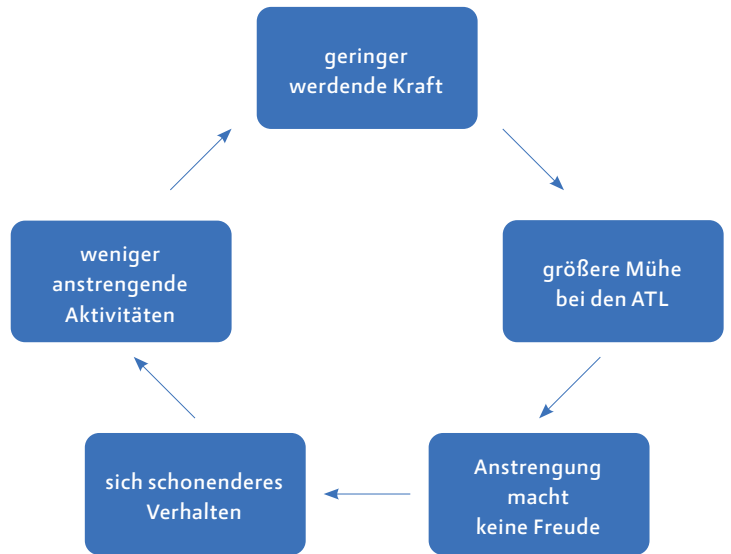 geringer
werdende Kraft
größere Mühe
bei den ATL
Anstrengung
macht
keine Freude
sich schonenderes
Verhalten
weniger
anstrengende
Aktivitäten